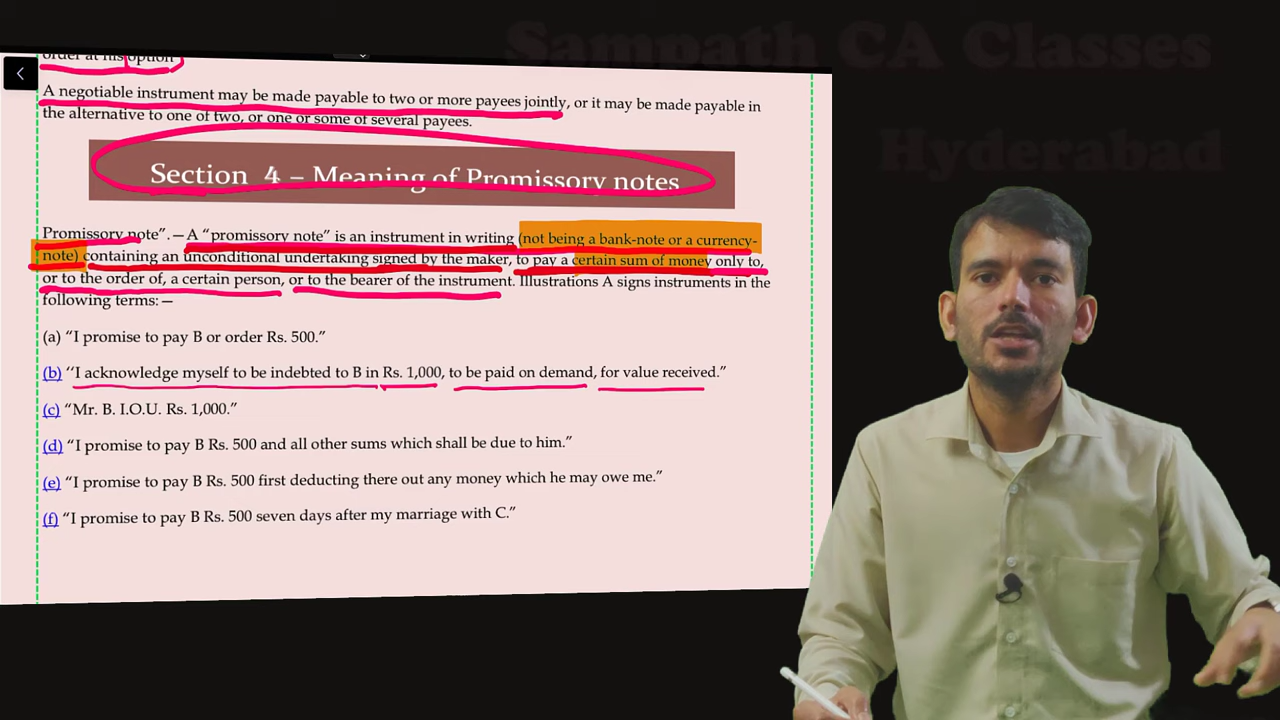 Sampath CA Classes
Hyderabad
order at his option
A negotiable instrument may be made payable to two or more payees jointly, or it may be made payable in
the alternative to one of two, or one or some of several payees.
Section 4 – Meaning of Promissory notes
Promissory note”.—A “promissory note” is an instrument in writing (not being a bank-note or a currency-
note) containing an unconditional undertaking signed by the maker, to pay a certain sum of money only to,
or to the order of, a certain person, or to the bearer of the instrument. Illustrations A signs instruments in the
following terms:—
(a) “I promise to pay B or order Rs. 500.”
(b) ‘‘I acknowledge myself to be indebted to B in Rs. 1,000, to be paid on demand, for value received.”
(c) “Mr. B. I.O.U. Rs. 1,000.”
(d) “I promise to pay B Rs. 500 and all other sums which shall be due to him.”
(e) “I promise to pay B Rs. 500 first deducting there out any money which he may owe me.”
(f) “I promise to pay B Rs. 500 seven days after my marriage with C.”